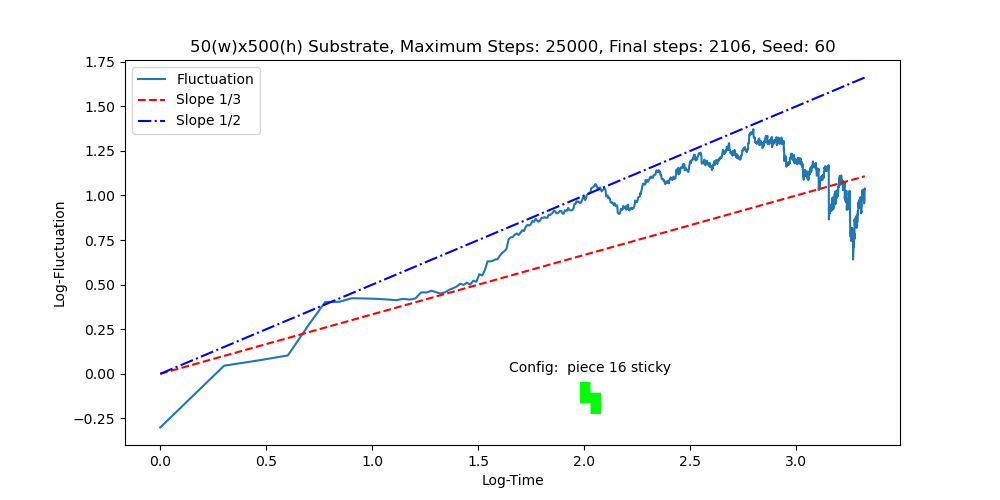 50(w)x500(h) Substrate, Maximum Steps: 25000, Final steps: 2106, Seed: 60
1.75
1.50
1.25
1.00
0.75
0.50
0.25
0.00
−0.25
Log-Fluctuation
Fluctuation
Slope 1/3
Slope 1/2
Config:  piece 16 sticky
0.0 0.5 1.0 1.5 2.0 2.5 3.0
Log-Time